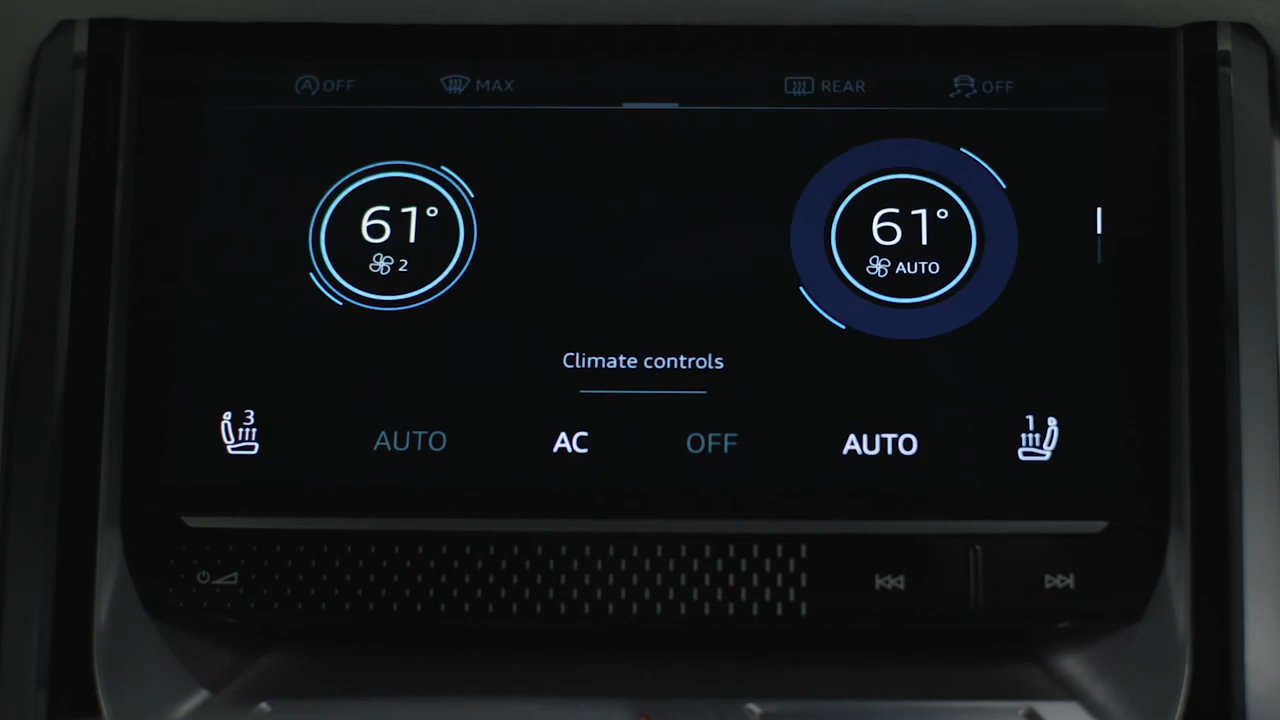 A OFF MAX REAR OFF
61° 61°
2 AUTO
Climate controls
3 1
AUTO AC OFF AUTO